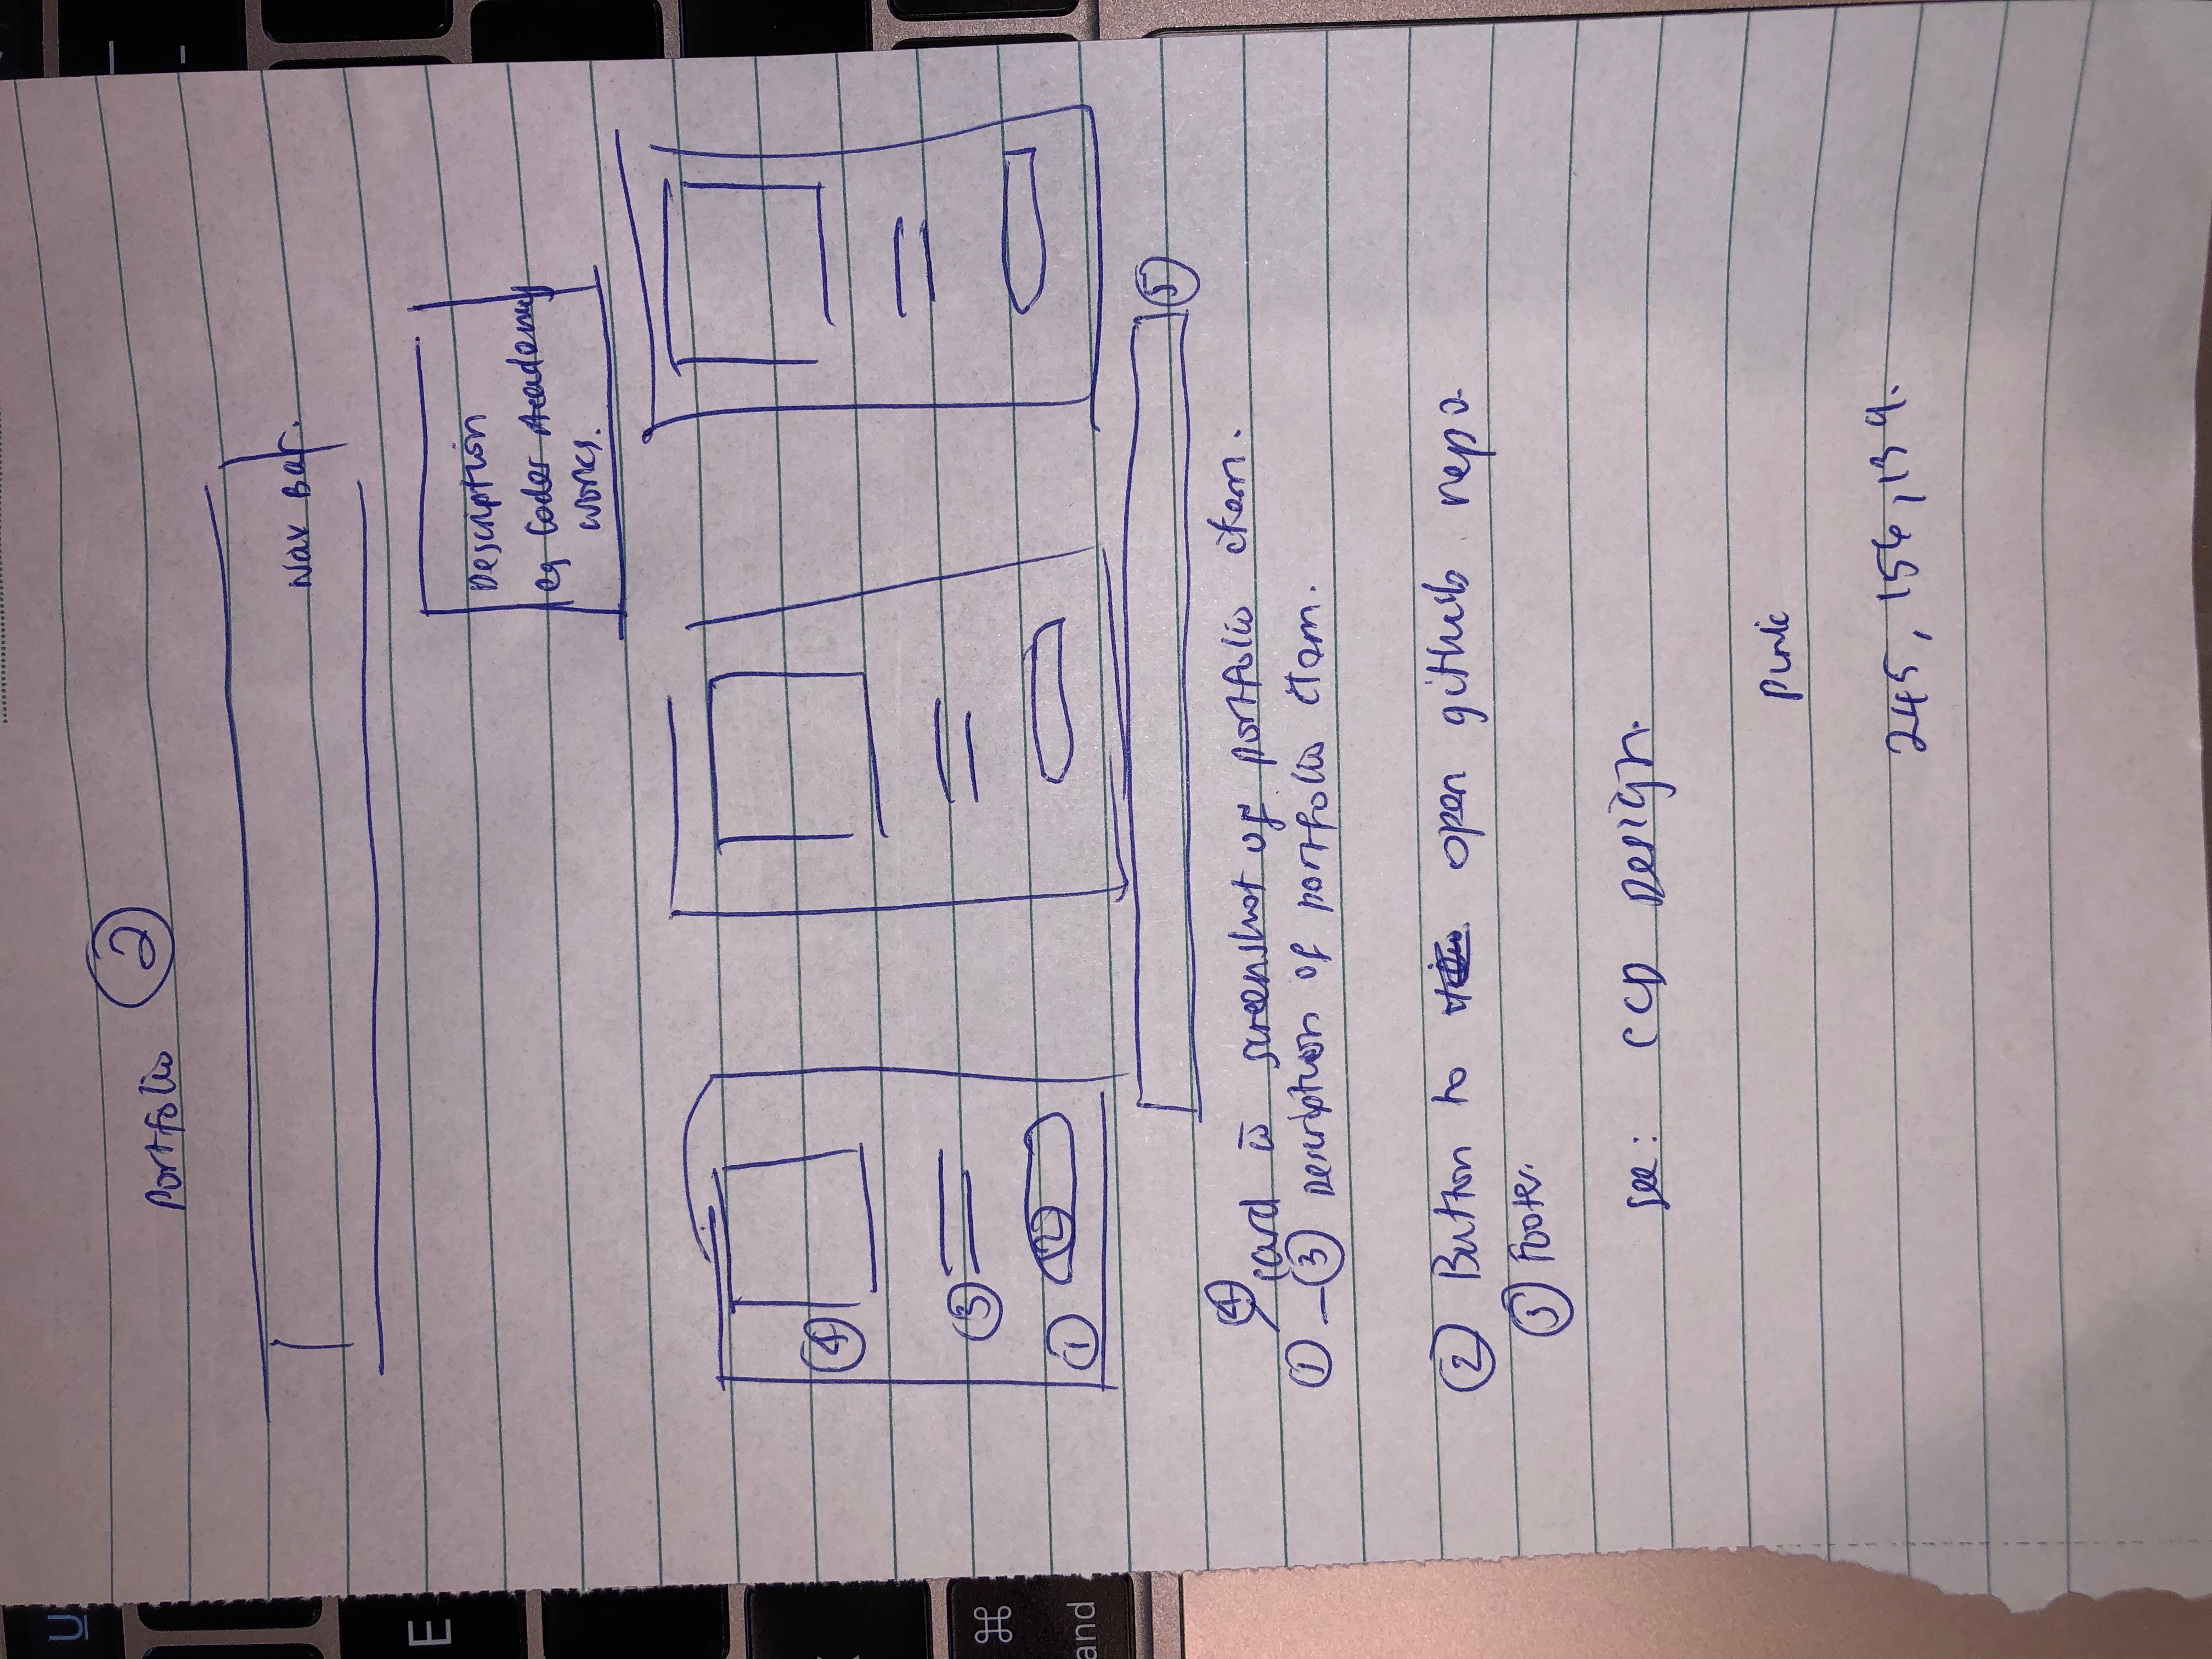 U
E
⌘
and
Portfolio ②
Nav Bar.
Description
eg Coder Academy
works.
④
③
②
①
⑤
④
card is screenshot of portfolio item.
① – ③ Description of portfolio item.
② Button to open github repo.
⑤ Footer.
see: CCD Design.
Pink
245, 156, 139.